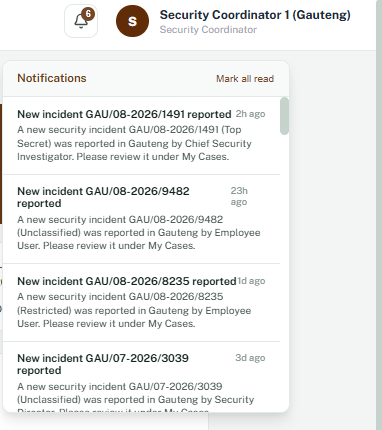 6
S
Security Coordinator 1 (Gauteng)
Security Coordinator
Notifications
Mark all read
New incident GAU/08-2026/1491 reported 2h ago
A new security incident GAU/08-2026/1491 (Top
Secret) was reported in Gauteng by Chief Security
Investigator. Please review it under My Cases.
New incident GAU/08-2026/9482
reported
23h
ago
A new security incident GAU/08-2026/9482
(Unclassified) was reported in Gauteng by Employee
User. Please review it under My Cases.
New incident GAU/08-2026/8235 reported 1d ago
A new security incident GAU/08-2026/8235
(Restricted) was reported in Gauteng by Employee
User. Please review it under My Cases.
New incident GAU/07-2026/3039
reported
3d ago
A new security incident GAU/07-2026/3039
(Unclassified) was reported in Gauteng by Security
Director. Please review it under My Cases.